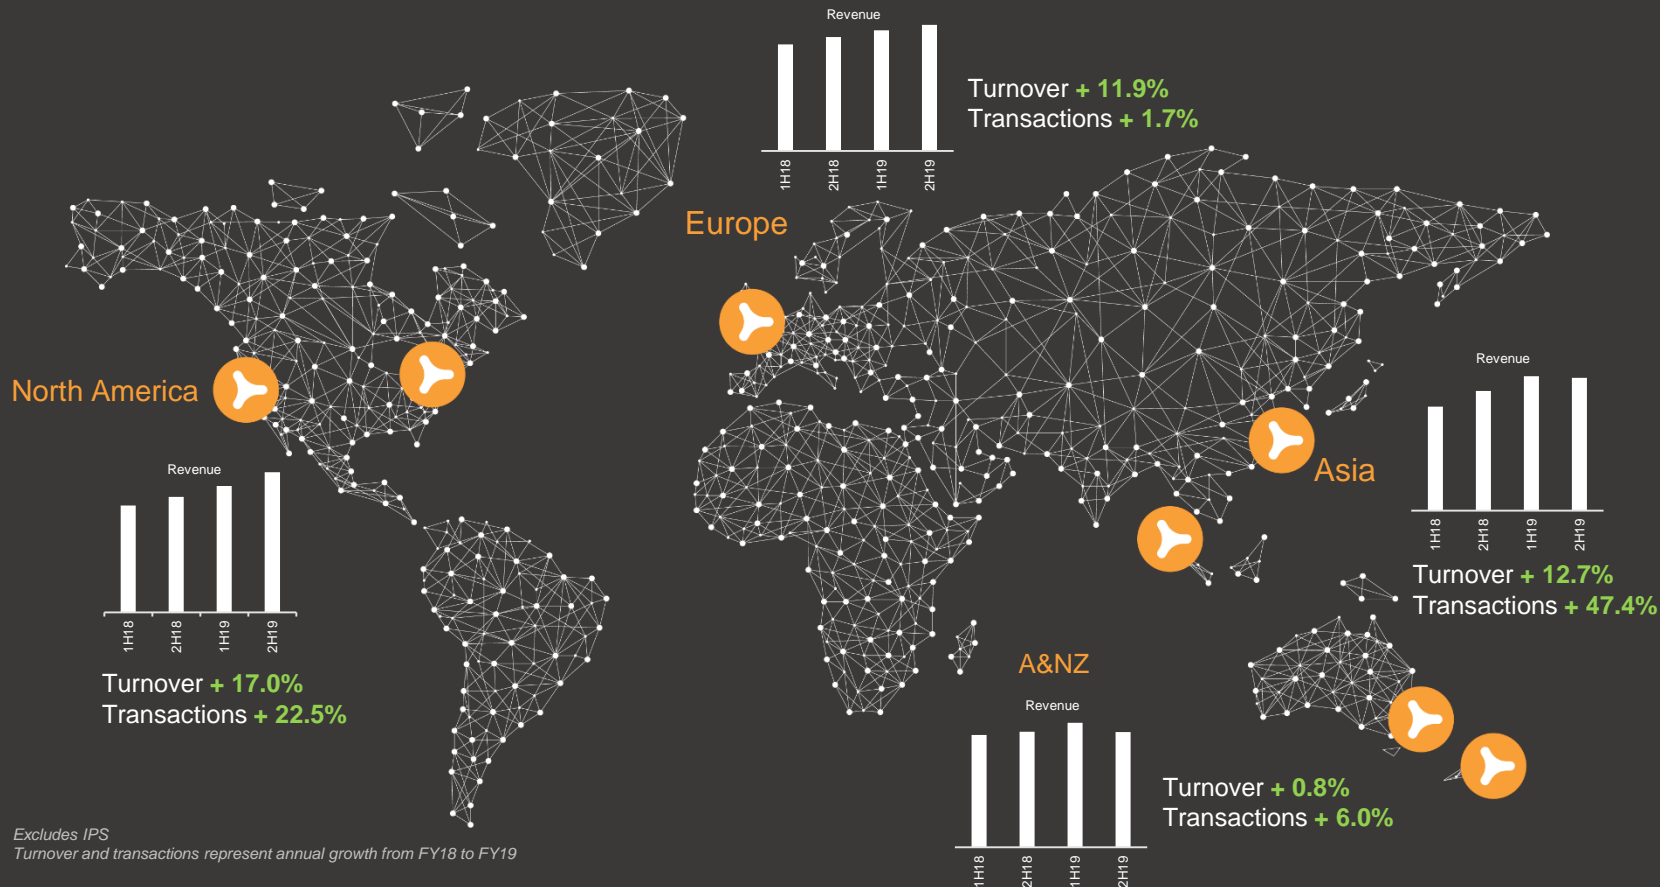 Revenue
1H18
2H18
1H19
2H19
Turnover + 11.9%
Transactions + 1.7%
Europe
North America
Revenue
1H18
2H18
1H19
2H19
Turnover + 17.0%
Transactions + 22.5%
Asia
Revenue
1H18
2H18
1H19
2H19
Turnover + 12.7%
Transactions + 47.4%
A&NZ
Revenue
1H18
2H18
1H19
2H19
Turnover + 0.8%
Transactions + 6.0%
Excludes IPS
Turnover and transactions represent annual growth from FY18 to FY19